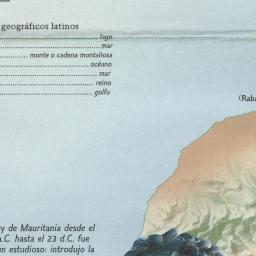 geográficos latinos
lago
mar
monte o cadena montañosa
océano
mar
reino
golfo
(Raba
y de Mauritania desde el
a.C. hasta el 23 d.C. fue
n estudioso: introdujo la